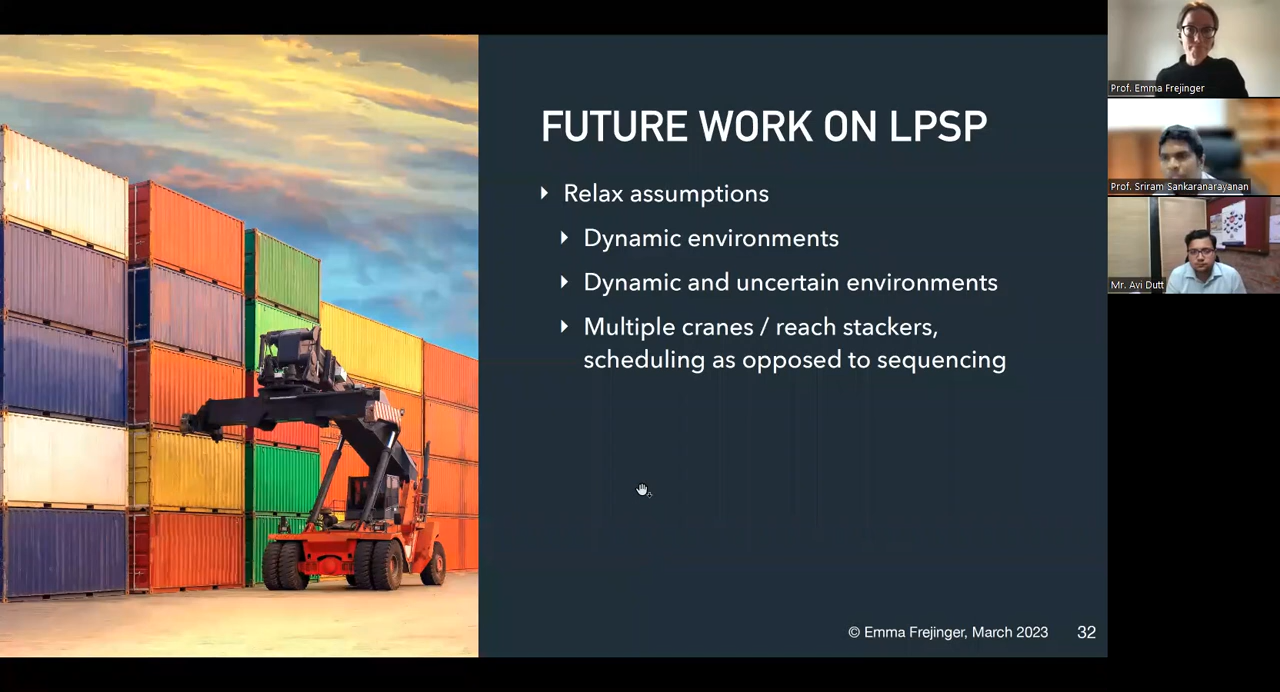 FUTURE WORK ON LPSP
Relax assumptions
Dynamic environments
Dynamic and uncertain environments
Multiple cranes / reach stackers,
scheduling as opposed to sequencing
© Emma Frejinger, March 2023 32
Prof. Emma Frejinger
Prof. Sriram Sankaranarayanan
Mr. Avi Dutt